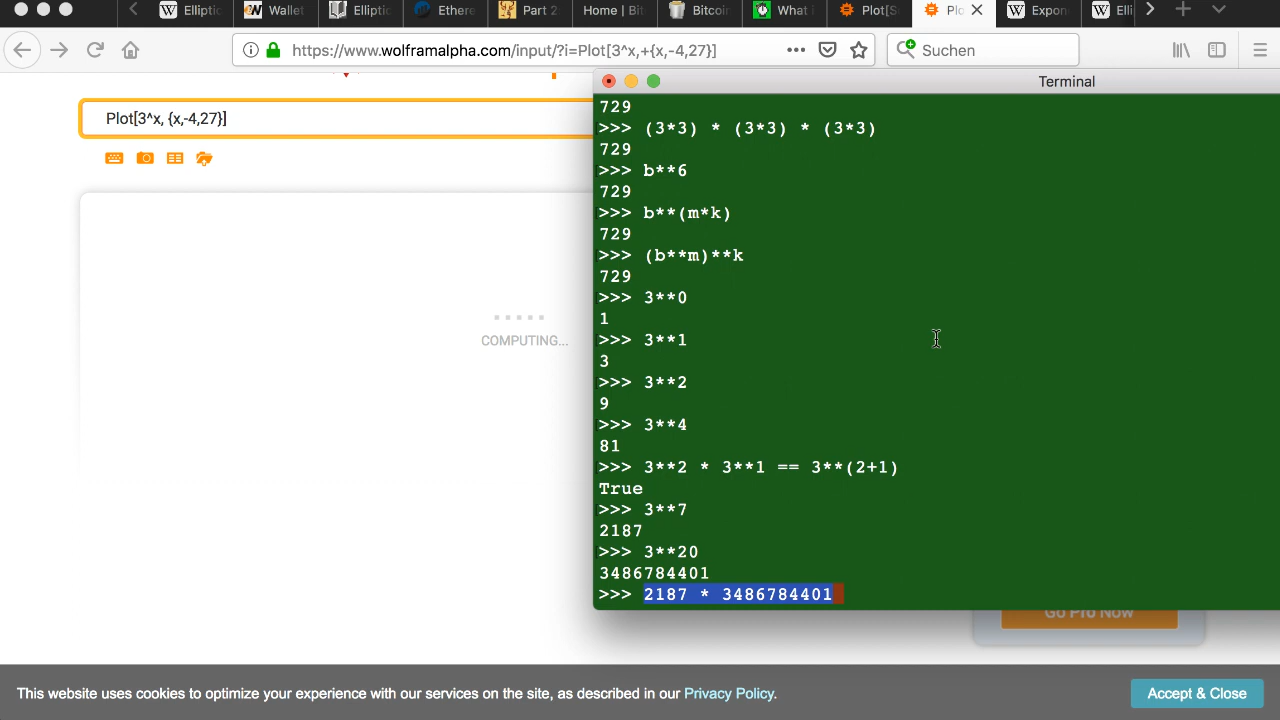 Elliptic
Wallet
Elliptic
Ethere
Part 2
Home | Bit
Bitcoin
What i
Plot[S
Plo
Expon
Elli
https://www.wolframalpha.com/input/?i=Plot[3^x,+{x,-4,27}]
Suchen
Terminal
Plot[3^x, {x,-4,27}]
COMPUTING...
729
>>> (3*3) * (3*3) * (3*3)
729
>>> b**6
729
>>> b**(m*k)
729
>>> (b**m)**k
729
>>> 3**0
1
>>> 3**1
3
>>> 3**2
9
>>> 3**4
81
>>> 3**2 * 3**1 == 3**(2+1)
True
>>> 3**7
2187
>>> 3**20
3486784401
>>> 2187 * 3486784401
Go Pro Now
This website uses cookies to optimize your experience with our services on the site, as described in our Privacy Policy.
Accept & Close